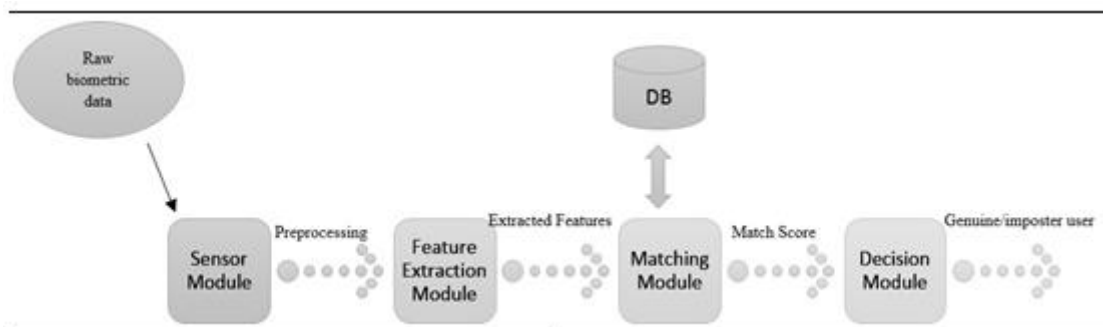 Raw
biometric
data
DB
Preprocessing
Extracted Features
Match Score
Genuine/imposter user
Sensor
Module
Feature
Extraction
Module
Matching
Module
Decision
Module